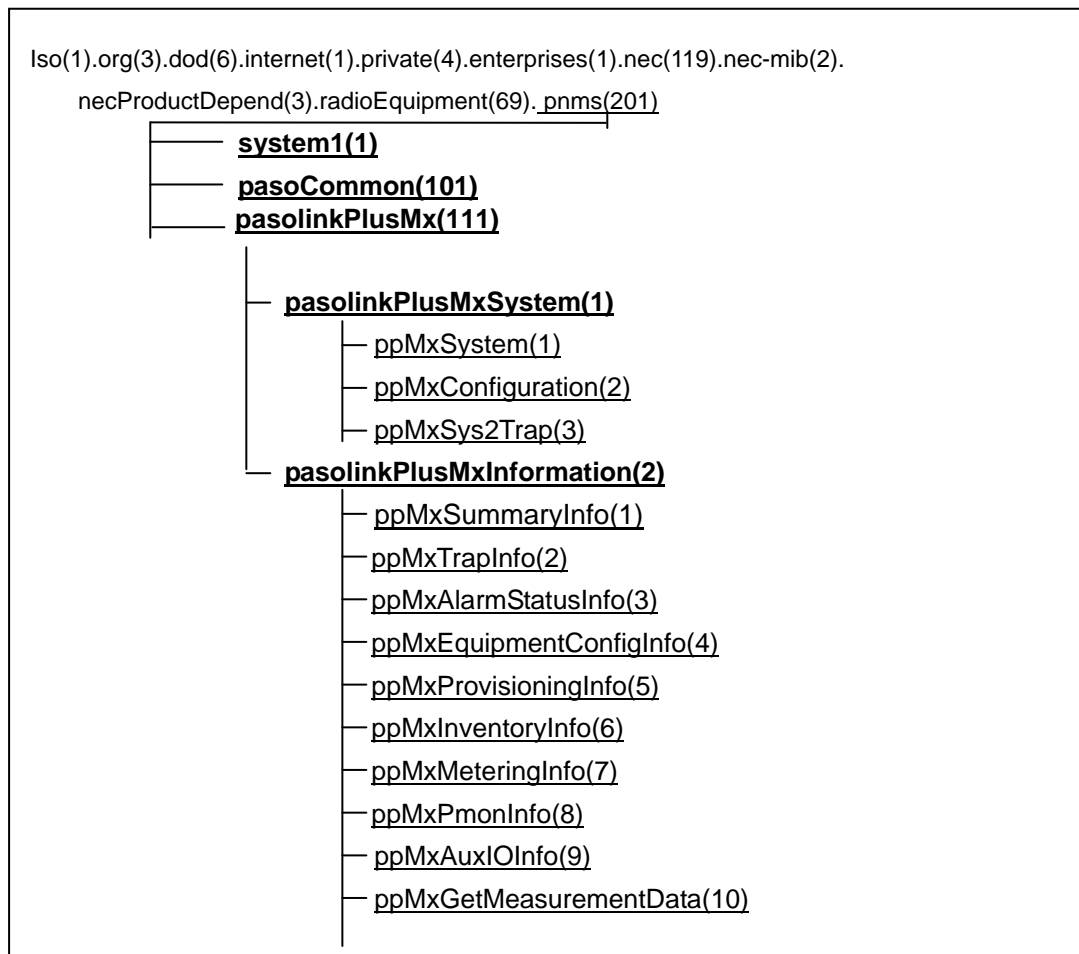 Iso(1).org(3).dod(6).internet(1).private(4).enterprises(1).nec(119).nec-mib(2).
necProductDepend(3).radioEquipment(69). pnms(201)
system1(1)
pasoCommon(101)
pasolinkPlusMx(111)
pasolinkPlusMxSystem(1)
ppMxSystem(1)
ppMxConfiguration(2)
ppMxSys2Trap(3)
pasolinkPlusMxInformation(2)
ppMxSummaryInfo(1)
ppMxTrapInfo(2)
ppMxAlarmStatusInfo(3)
ppMxEquipmentConfigInfo(4)
ppMxProvisioningInfo(5)
ppMxInventoryInfo(6)
ppMxMeteringInfo(7)
ppMxPmonInfo(8)
ppMxAuxIOInfo(9)
ppMxGetMeasurementData(10)